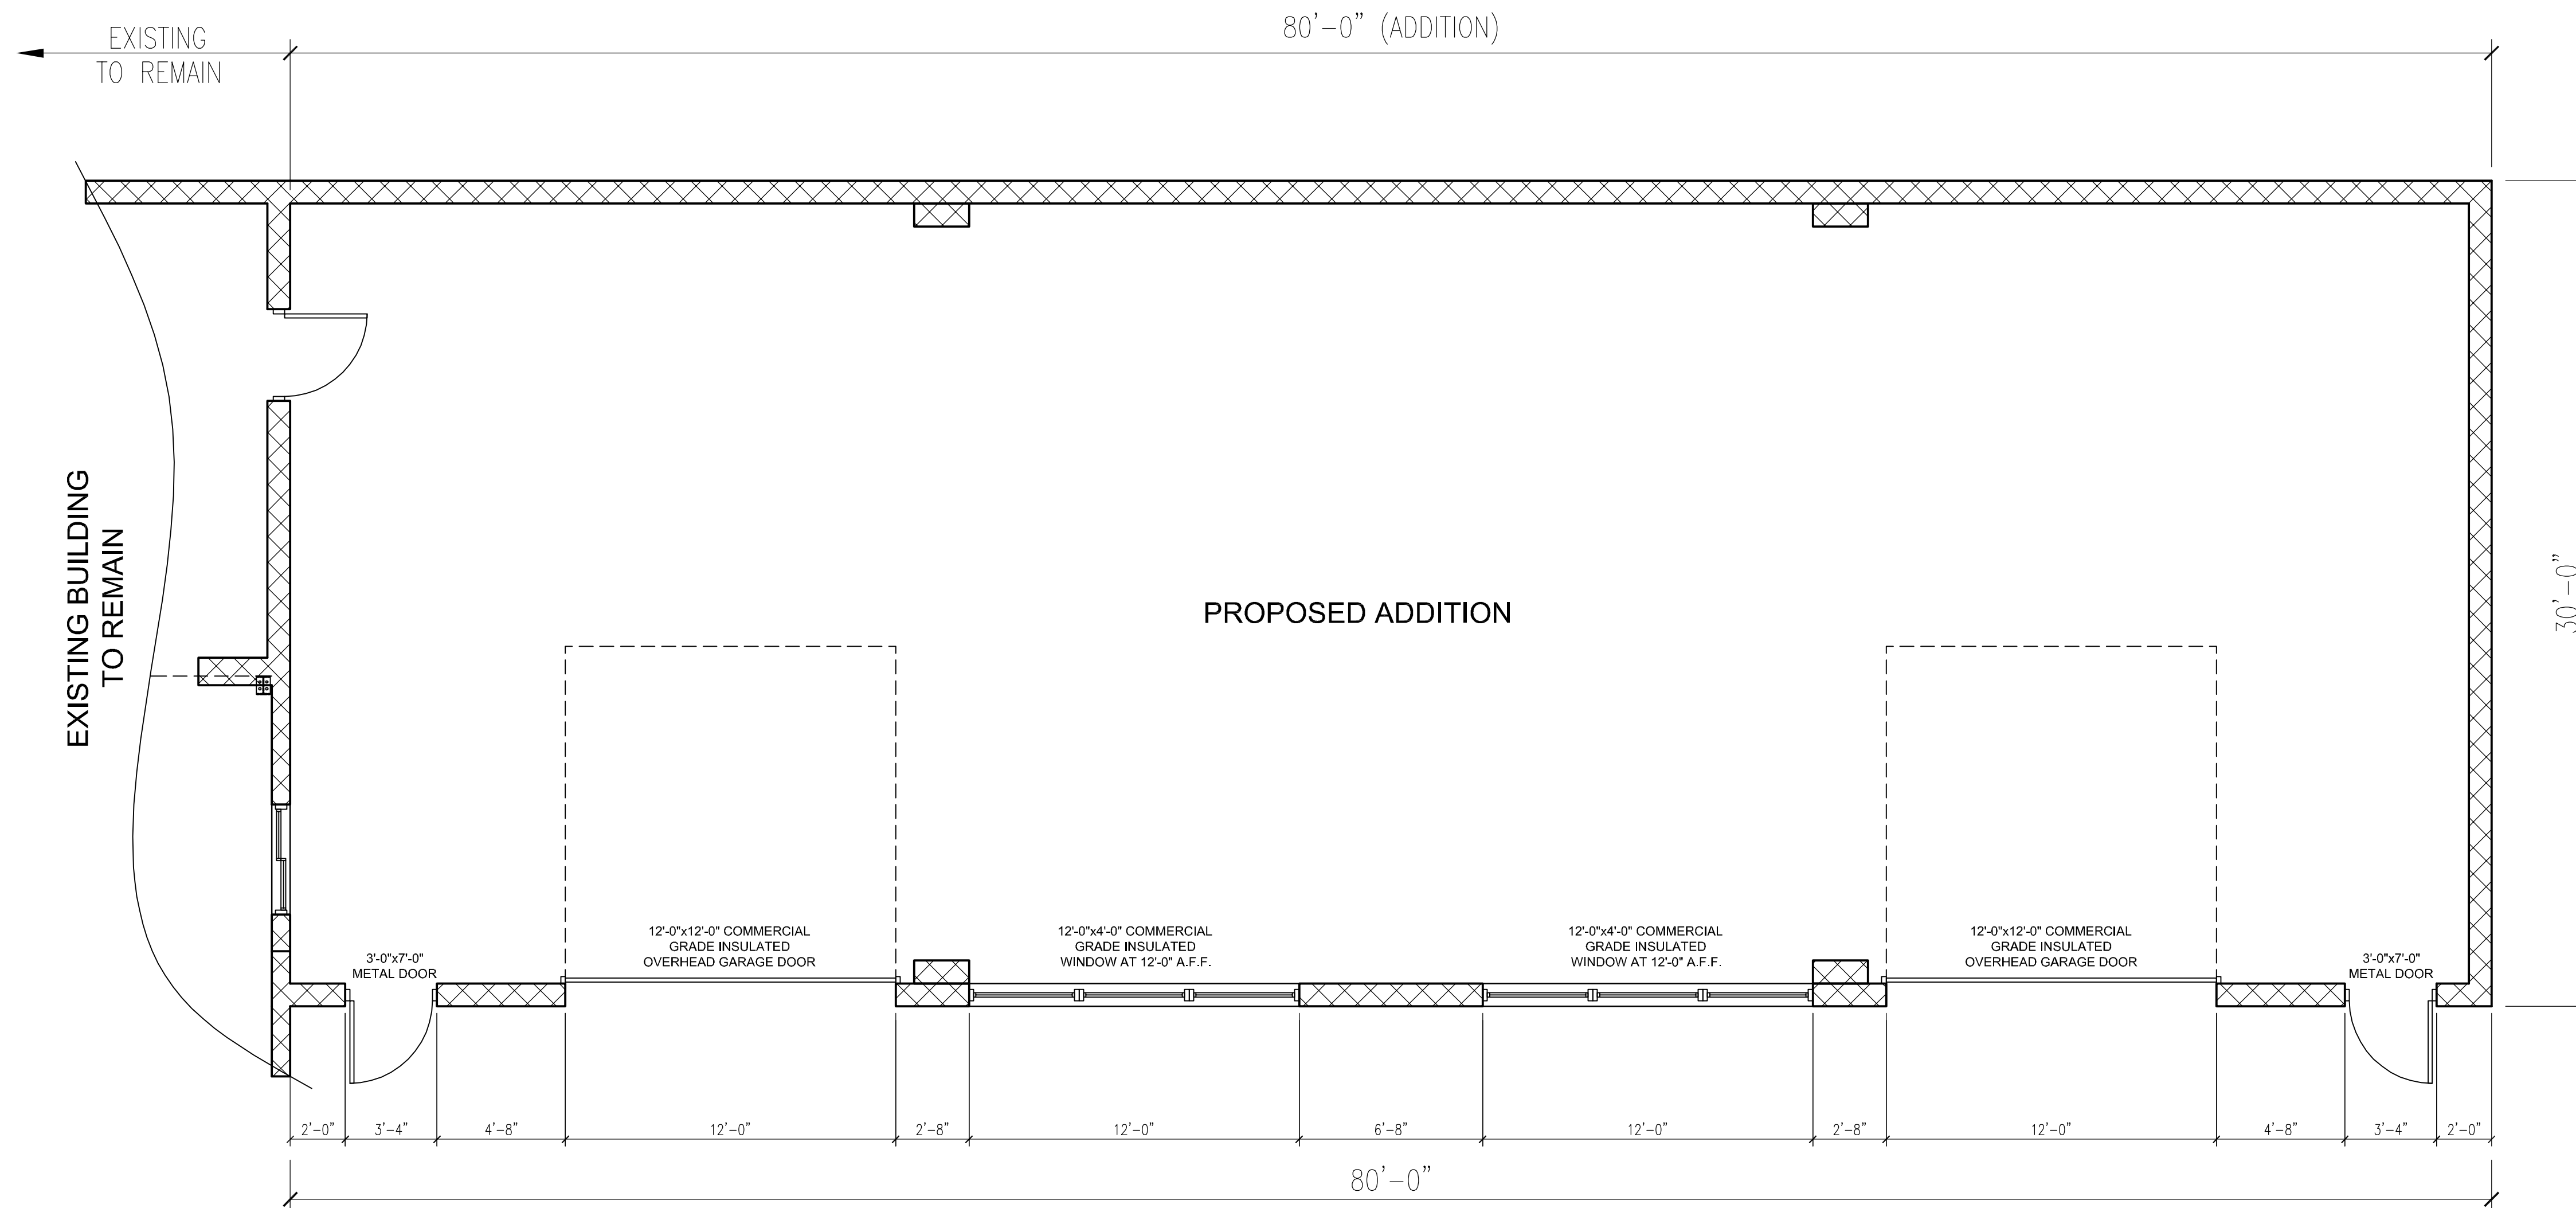 EXISTING
TO REMAIN
80'-0" (ADDITION)
EXISTING BUILDING
TO REMAIN
PROPOSED ADDITION
30'-0"
3'-0"x7'-0"
METAL DOOR
12'-0"x12'-0" COMMERCIAL
GRADE INSULATED
OVERHEAD GARAGE DOOR
12'-0"x4'-0" COMMERCIAL
GRADE INSULATED
WINDOW AT 12'-0" A.F.F.
12'-0"x4'-0" COMMERCIAL
GRADE INSULATED
WINDOW AT 12'-0" A.F.F.
12'-0"x12'-0" COMMERCIAL
GRADE INSULATED
OVERHEAD GARAGE DOOR
3'-0"x7'-0"
METAL DOOR
2'-0" 3'-4" 4'-8" 12'-0" 2'-8" 12'-0" 6'-8" 12'-0" 2'-8" 12'-0" 4'-8" 3'-4" 2'-0"
80'-0"